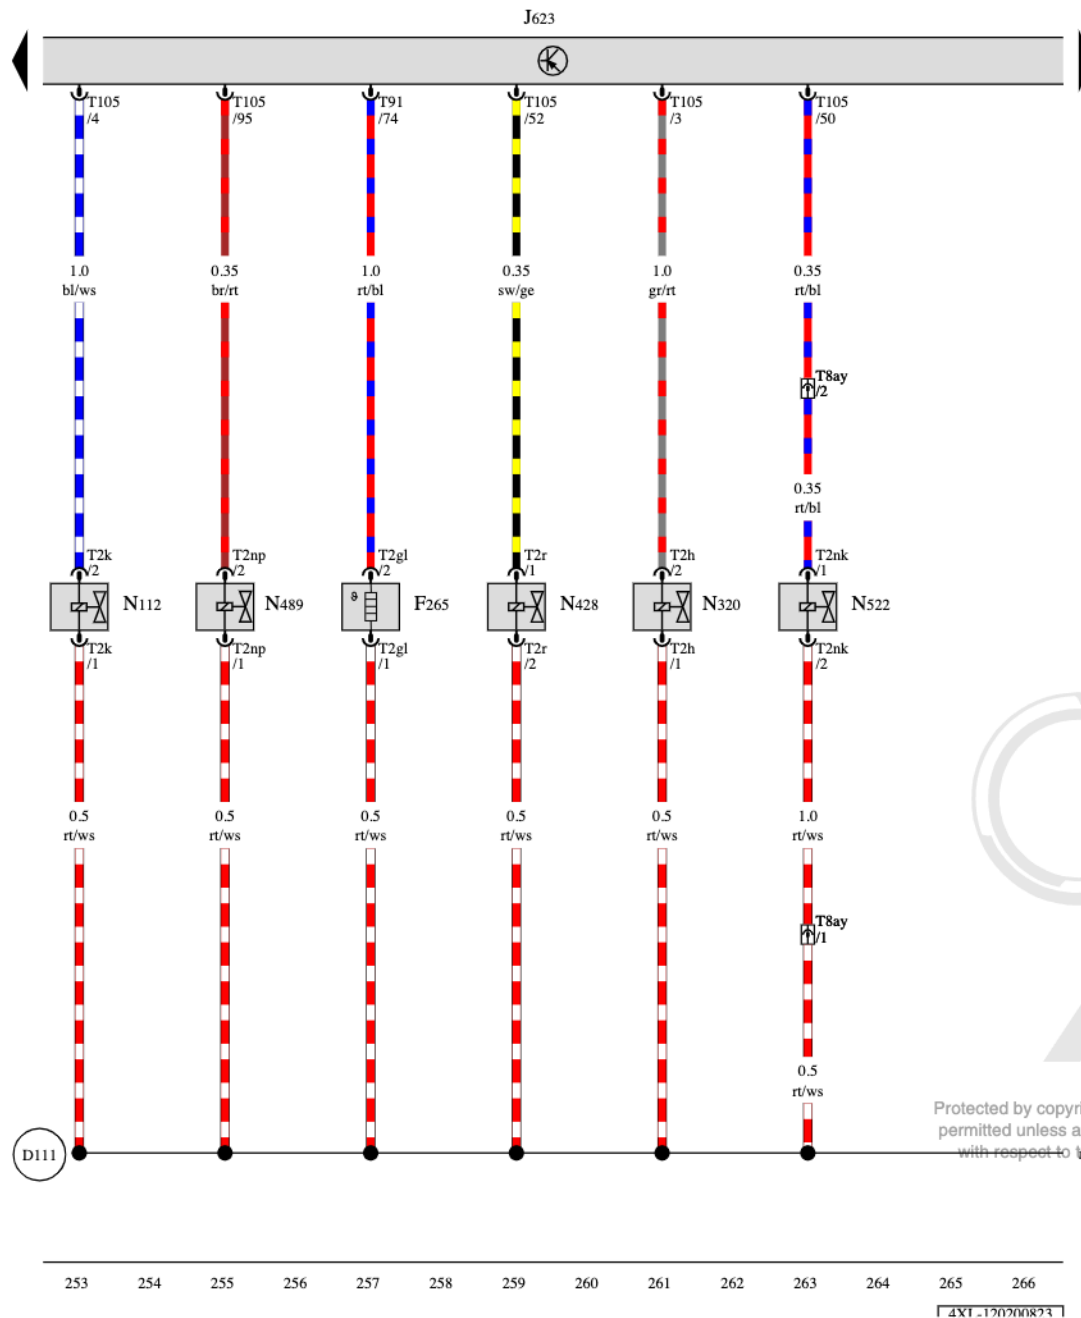 J623
T105 T105 T91 T105 T105 T105
/4 /95 /74 /52 /3 /50
1.0 0.35 1.0 0.35 1.0 0.35
bl/ws br/rt rt/bl sw/ge gr/rt rt/bl
T8ay
/2
0.35
rt/bl
T2k T2np T2gl T2r T2h T2nk
/2 /2 /2 /1 /2 /1
N112 N489 F265 N428 N320 N522
T2k T2np T2gl T2r T2h T2nk
/1 /1 /1 /2 /1 /2
0.5 0.5 0.5 0.5 0.5 1.0
rt/ws rt/ws rt/ws rt/ws rt/ws rt/ws
T8ay
/1
0.5
rt/ws
Protected by copyri
permitted unless a
with respect to t
D111
253 254 255 256 257 258 259 260 261 262 263 264 265 266
4XL-120200823